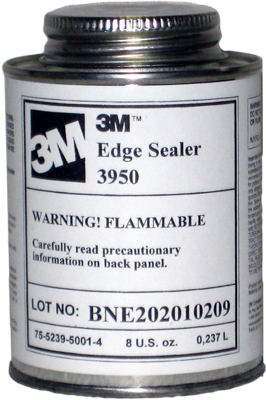 3M
3M™
Edge Sealer
3950
WARNING! FLAMMABLE
Carefully read precautionary
information on back panel.
LOT NO: BNE202010209
75-5239-5001-4 8 U.S. oz. 0,237 L